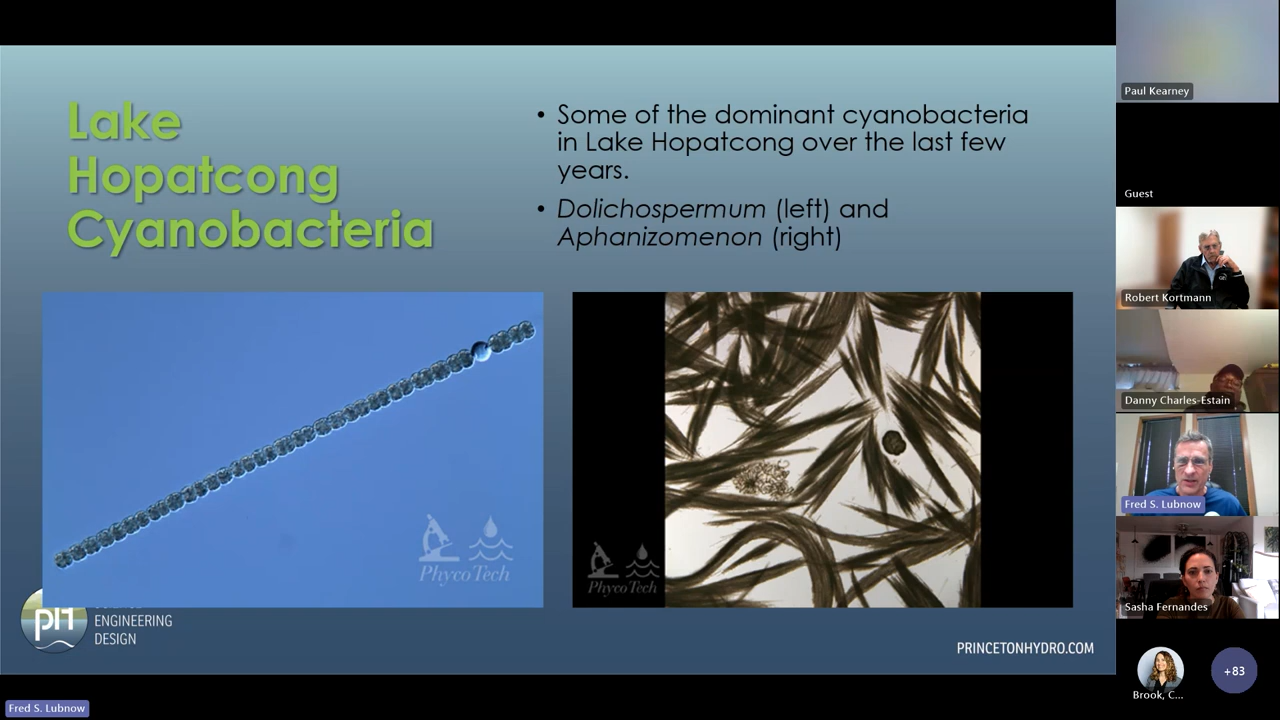 Lake
Hopatcong
Cyanobacteria
• Some of the dominant cyanobacteria
in Lake Hopatcong over the last few
years.
• Dolichospermum (left) and
Aphanizomenon (right)
PhycoTech
PhycoTech
ENGINEERING
DESIGN
PRINCETONHYDRO.COM
Fred S. Lubnow
Paul Kearney
Guest
Robert Kortmann
Danny Charles-Estain
Fred S. Lubnow
Sasha Fernandes
Brook, C...
+83